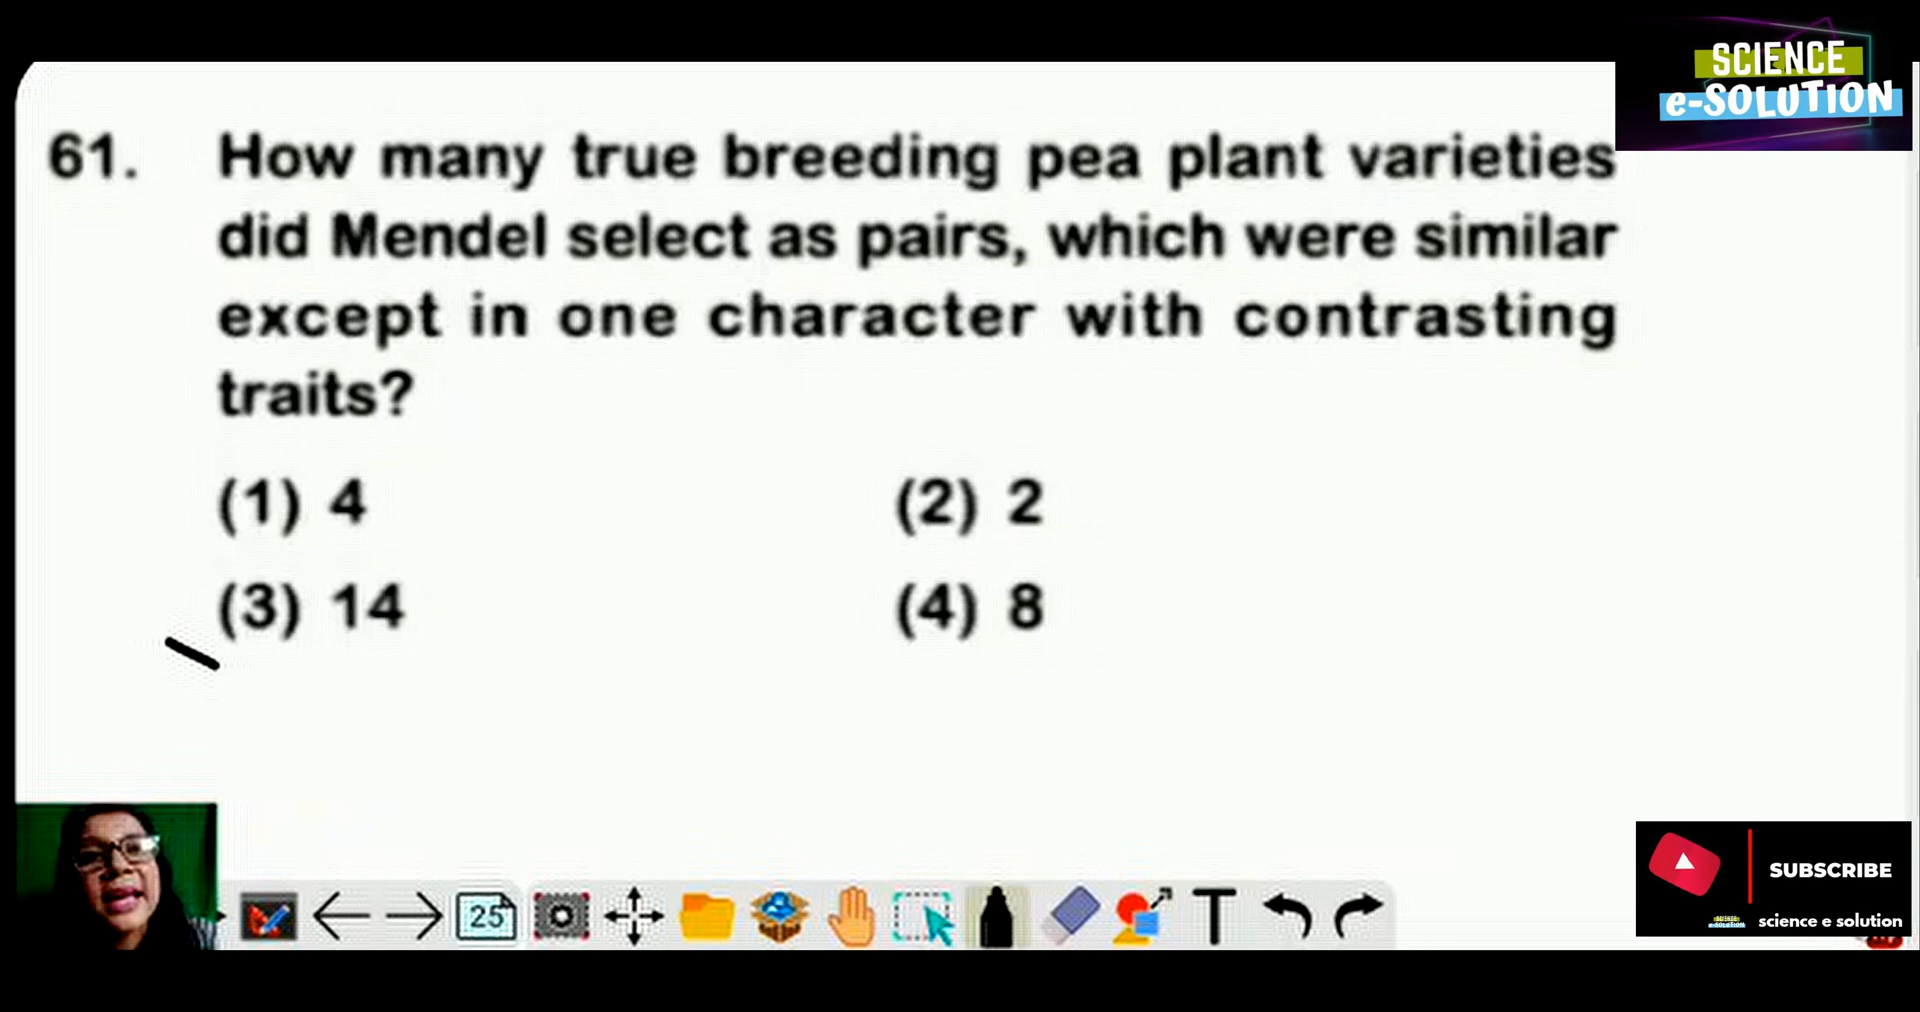 SCIENCE
e-SOLUTION
61. How many true breeding pea plant varieties
did Mendel select as pairs, which were similar
except in one character with contrasting
traits?
(1) 4 (2) 2
(3) 14 (4) 8
25
T
SUBSCRIBE
science e solution